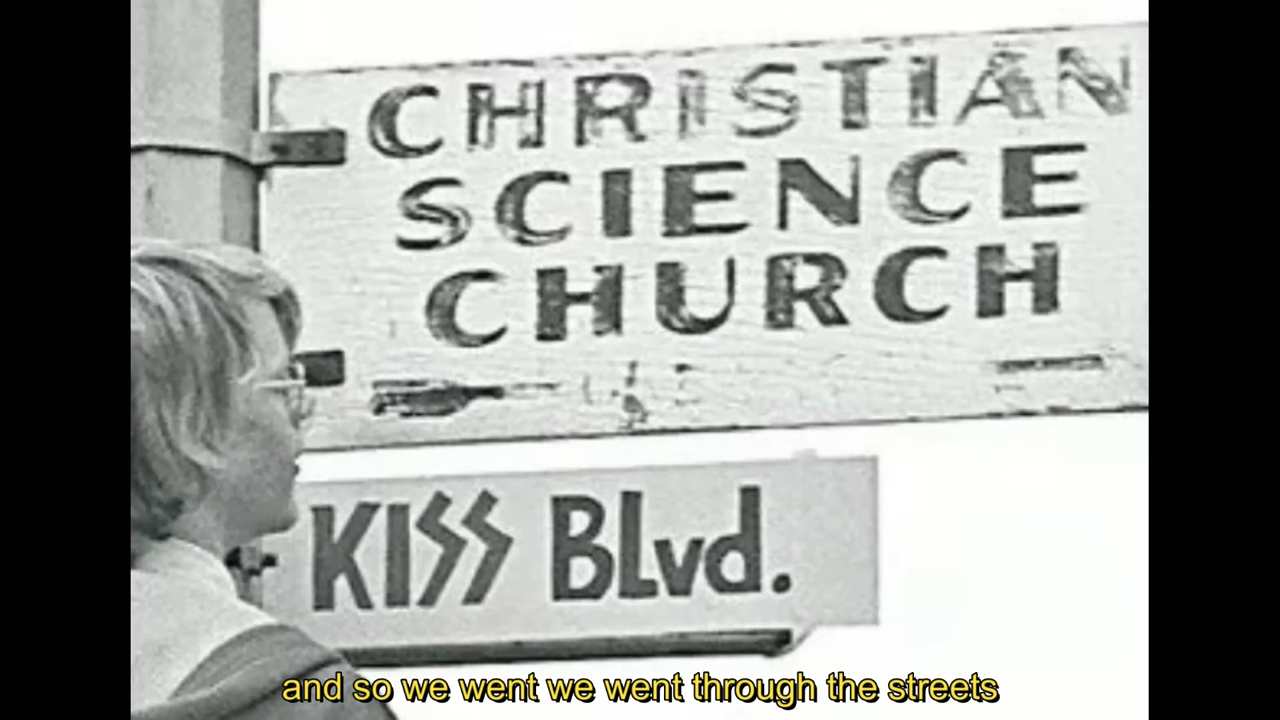 CHRISTIAN
SCIENCE
CHURCH
KISS Blvd.
and so we went we went through the streets